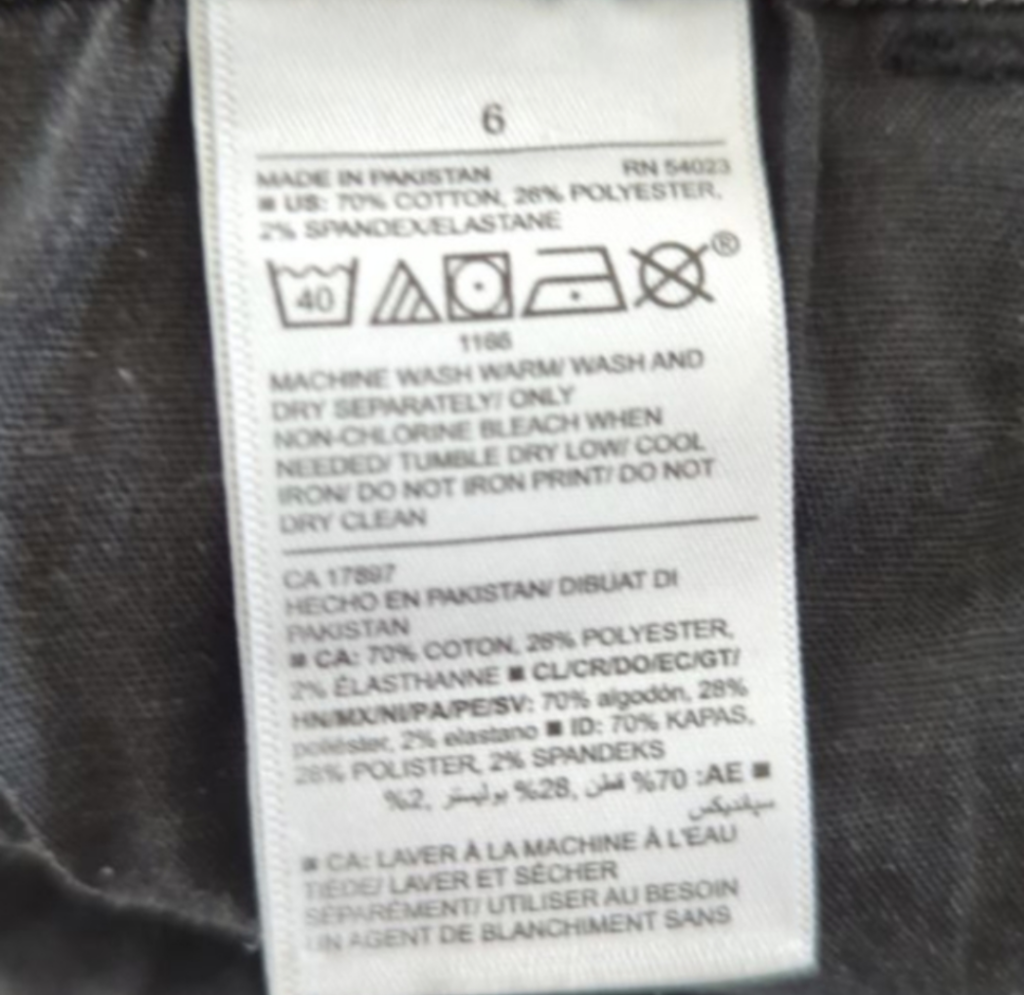 6
MADE IN PAKISTAN RN 54023
■ US: 70% COTTON, 28% POLYESTER,
2% SPANDEX/ELASTANE
40 ®
1166
MACHINE WASH WARM/ WASH AND
DRY SEPARATELY/ ONLY
NON-CHLORINE BLEACH WHEN
NEEDED/ TUMBLE DRY LOW/ COOL
IRON/ DO NOT IRON PRINT/ DO NOT
DRY CLEAN
CA 17897
HECHO EN PAKISTAN/ DIBUAT DI
PAKISTAN
■ CA: 70% COTON, 28% POLYESTER,
2% ÉLASTHANNE ■ CL/CR/DO/EC/GT/
HN/MX/NI/PA/PE/SV: 70% algodón, 28%
poliéster, 2% elastano ■ ID: 70% KAPAS,
28% POLISTER, 2% SPANDEKS
■ AE: 70% قطن, 28% بوليستر, 2%
سباندیکس
■ CA: LAVER À LA MACHINE À L'EAU
TIÈDE/ LAVER ET SÉCHER
SÉPARÉMENT/ UTILISER AU BESOIN
UN AGENT DE BLANCHIMENT SANS